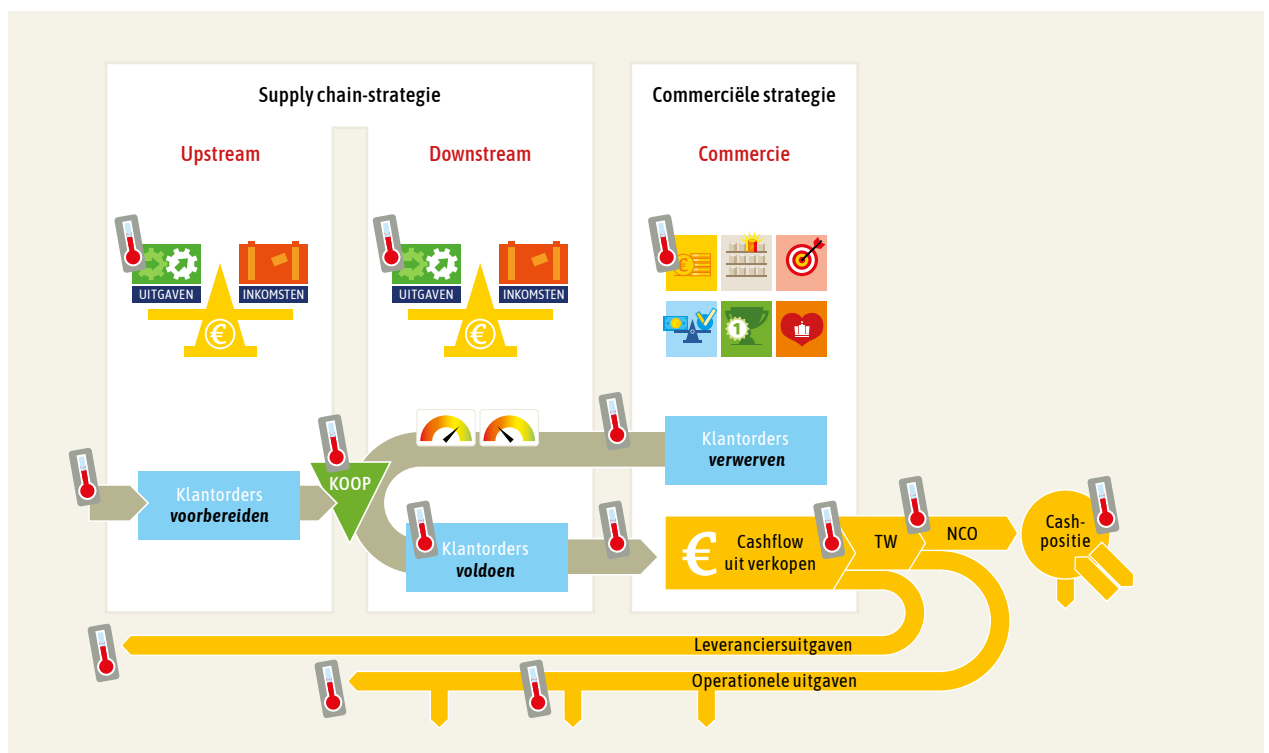 Supply chain-strategie
Commerciële strategie
Upstream
Downstream
Commercie
UITGAVEN
INKOMSTEN
€
UITGAVEN
INKOMSTEN
€
€
1
Klantorders
verwerven
KOOP
Klantorders
voorbereiden
Klantorders
voldoen
€
Cashflow
uit verkopen
TW
NCO
Cash-
positie
Leveranciersuitgaven
Operationele uitgaven